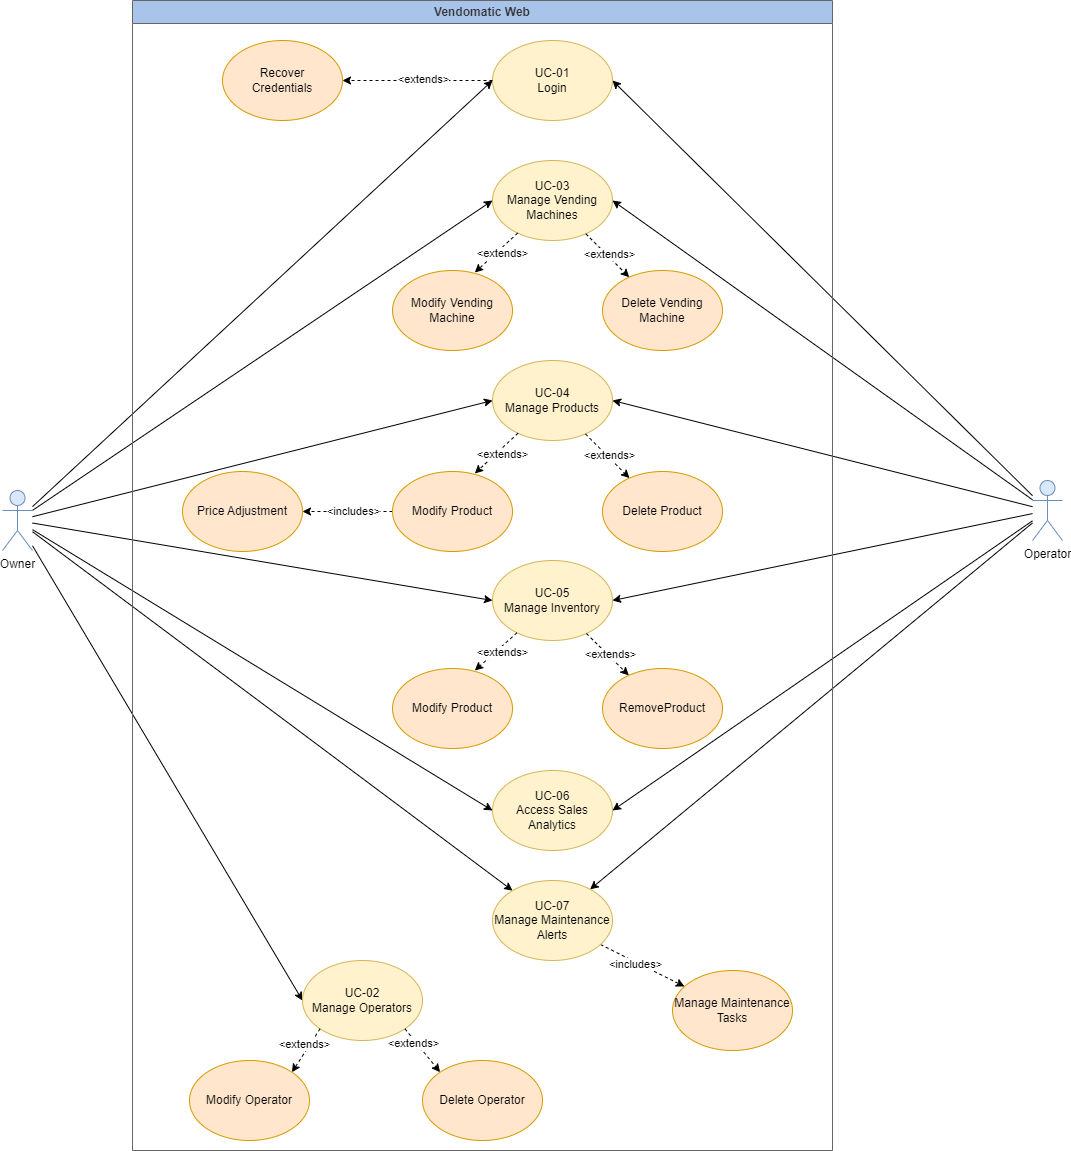 Vendomatic Web
Recover
Credentials
<extends>
UC-01
Login
UC-03
Manage Vending
Machines
<extends>
<extends>
Modify Vending
Machine
Delete Vending
Machine
UC-04
Manage Products
<extends>
<extends>
Price Adjustment
<includes>
Modify Product
Delete Product
Owner
Operator
UC-05
Manage Inventory
<extends>
<extends>
Modify Product
RemoveProduct
UC-06
Access Sales
Analytics
UC-07
Manage Maintenance
Alerts
<includes>
Manage Maintenance
Tasks
UC-02
Manage Operators
<extends>
<extends>
Modify Operator
Delete Operator